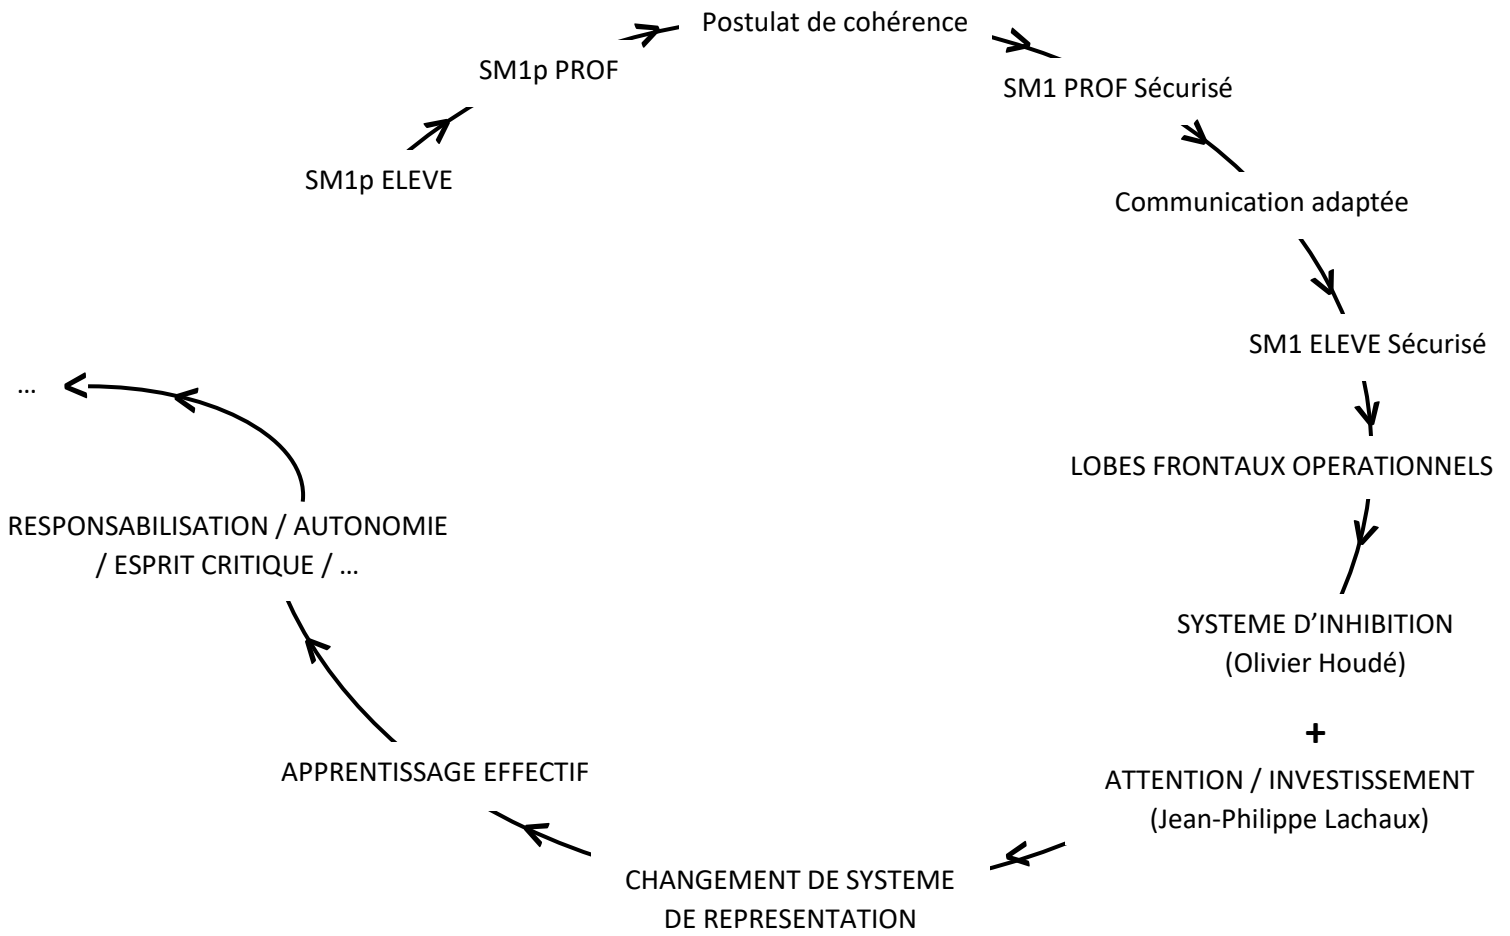 Postulat de cohérence
SM1p PROF
SM1 PROF Sécurisé
SM1p ELEVE
Communication adaptée
SM1 ELEVE Sécurisé
...
LOBES FRONTAUX OPERATIONNELS
RESPONSABILISATION / AUTONOMIE
/ ESPRIT CRITIQUE / ...
SYSTEME D’INHIBITION
(Olivier Houdé)
+
APPRENTISSAGE EFFECTIF
ATTENTION / INVESTISSEMENT
(Jean-Philippe Lachaux)
CHANGEMENT DE SYSTEME
DE REPRESENTATION